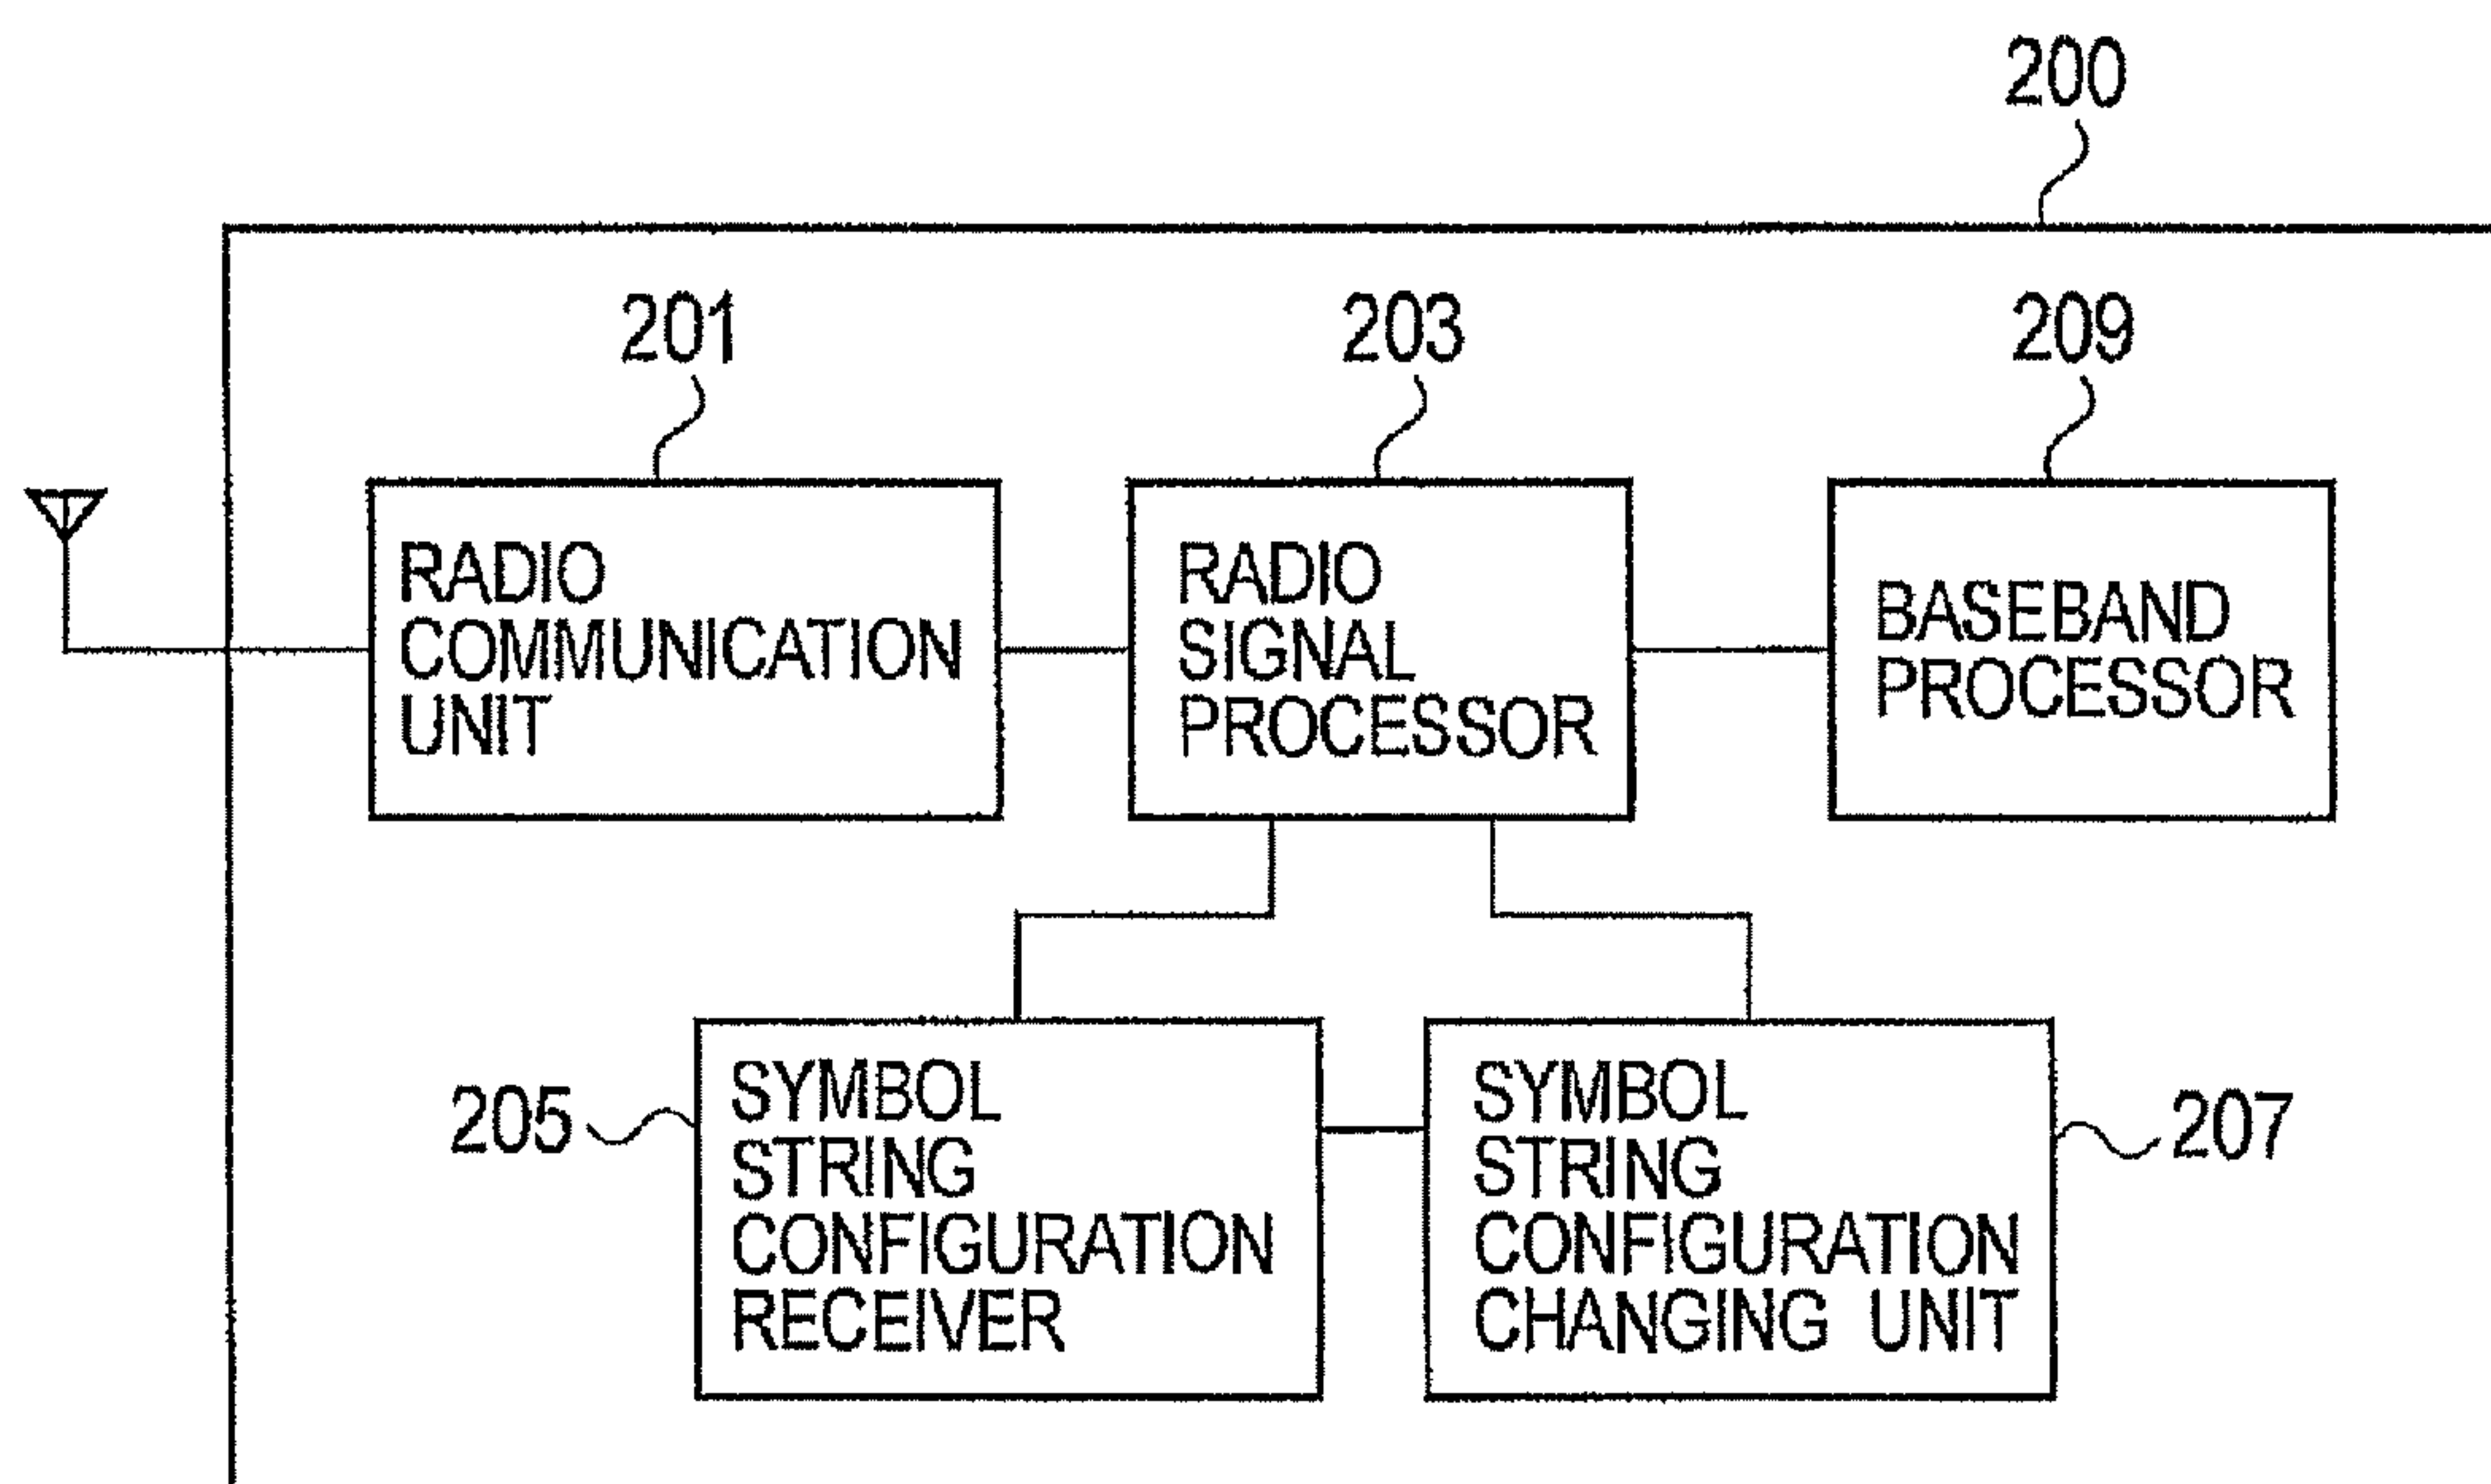 200
201
203
209
RADIO
COMMUNICATION
UNIT
RADIO
SIGNAL
PROCESSOR
BASEBAND
PROCESSOR
205
SYMBOL
STRING
CONFIGURATION
RECEIVER
SYMBOL
STRING
CONFIGURATION
CHANGING UNIT
207